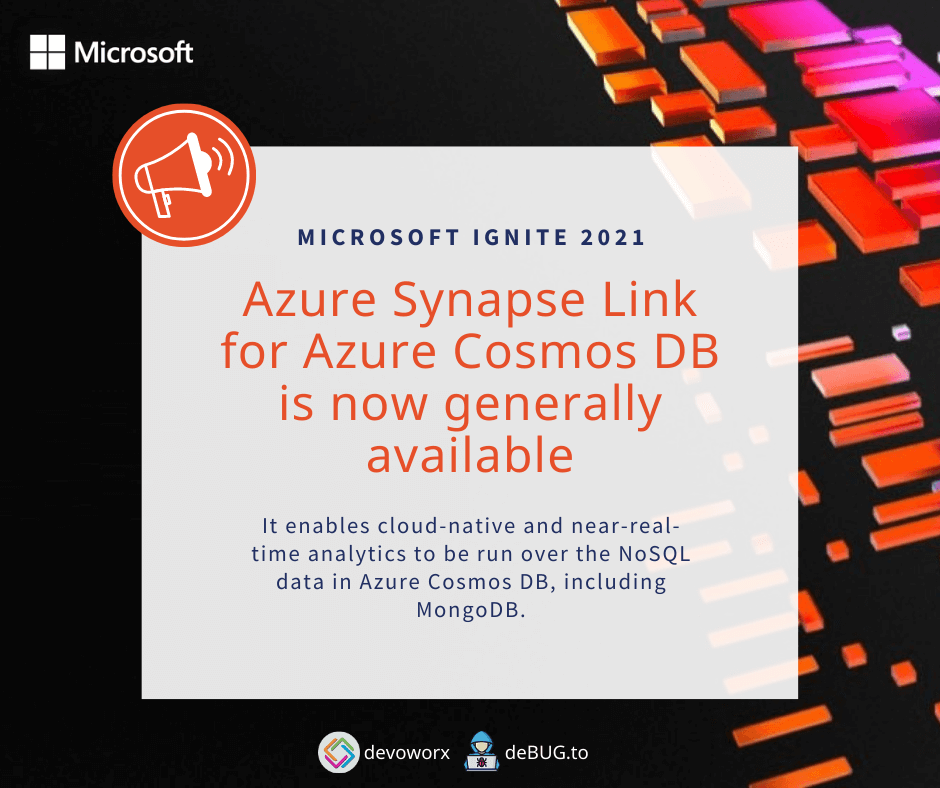 Microsoft
MICROSOFT IGNITE 2021
Azure Synapse Link
for Azure Cosmos DB
is now generally
available
It enables cloud-native and near-real-
time analytics to be run over the NoSQL
data in Azure Cosmos DB, including
MongoDB.
devoworx deBUG.to